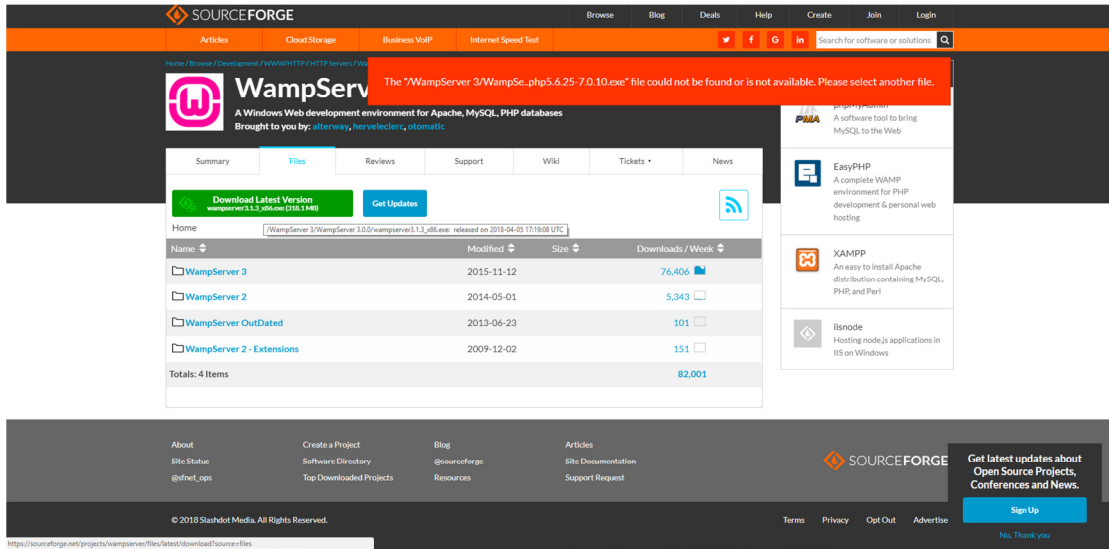 SOURCEFORGE
Browse Blog Deals Help Create Join Login
Articles Cloud Storage Business VoIP Internet Speed Test
Search for software or solutions
Home / Browse / Development / WWW/HTTP / HTTP Servers /
The "/WampServer 3/WampSe..php5.6.25-7.0.10.exe" file could not be found or is not available. Please select another file.
WampServ
A Windows Web development environment for Apache, MySQL, PHP databases
Brought to you by: alterway, herveleclerc, otomatic
Summary Files Reviews Support Wiki Tickets News
Download Latest Version
wampserver3.1.3_x86.exe (318.1 MB)
Get Updates
Home
/WampServer 3/WampServer 3.0.0/wampserver3.1.3_x86.exe: released on 2018-04-05 17:19:08 UTC
Name Modified Size Downloads / Week
WampServer 3 2015-11-12 76,406
WampServer 2 2014-05-01 5,343
WampServer OutDated 2013-06-23 101
WampServer 2 - Extensions 2009-12-02 151
Totals: 4 Items 82,001
phpMyAdmin
PMA
A software tool to bring
MySQL to the Web
EasyPHP
A complete WAMP
environment for PHP
development & personal web
hosting
XAMPP
An easy to install Apache
distribution containing MySQL,
PHP, and Perl
iisnode
Hosting node.js applications in
IIS on Windows
About Create a Project Blog Articles
Site Status Software Directory @sourceforge Site Documentation
@sfnet_ops Top Downloaded Projects Resources Support Request
SOURCEFORGE
Get latest updates about
Open Source Projects,
Conferences and News.
Sign Up
No, Thank you
© 2018 Slashdot Media. All Rights Reserved.
Terms Privacy Opt Out Advertise
https://sourceforge.net/projects/wampserver/files/latest/download?source=files